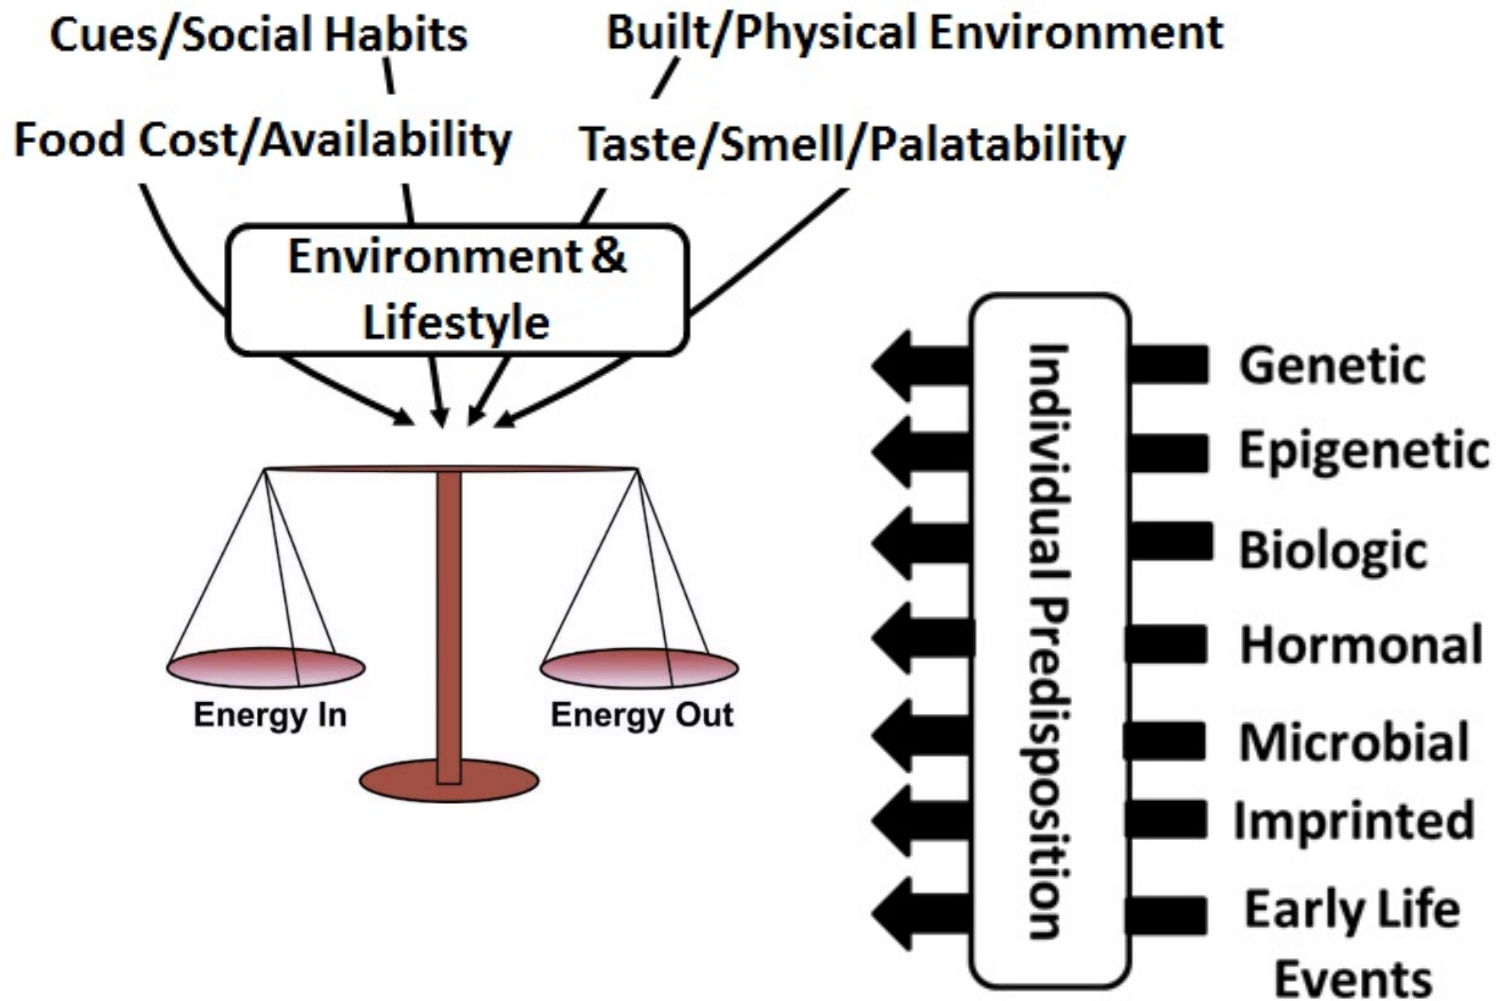 Cues/Social Habits
Built/Physical Environment
Food Cost/Availability
Taste/Smell/Palatability
Environment &
Lifestyle
Energy In
Energy Out
Individual Predisposition
Genetic
Epigenetic
Biologic
Hormonal
Microbial
Imprinted
Early Life
Events